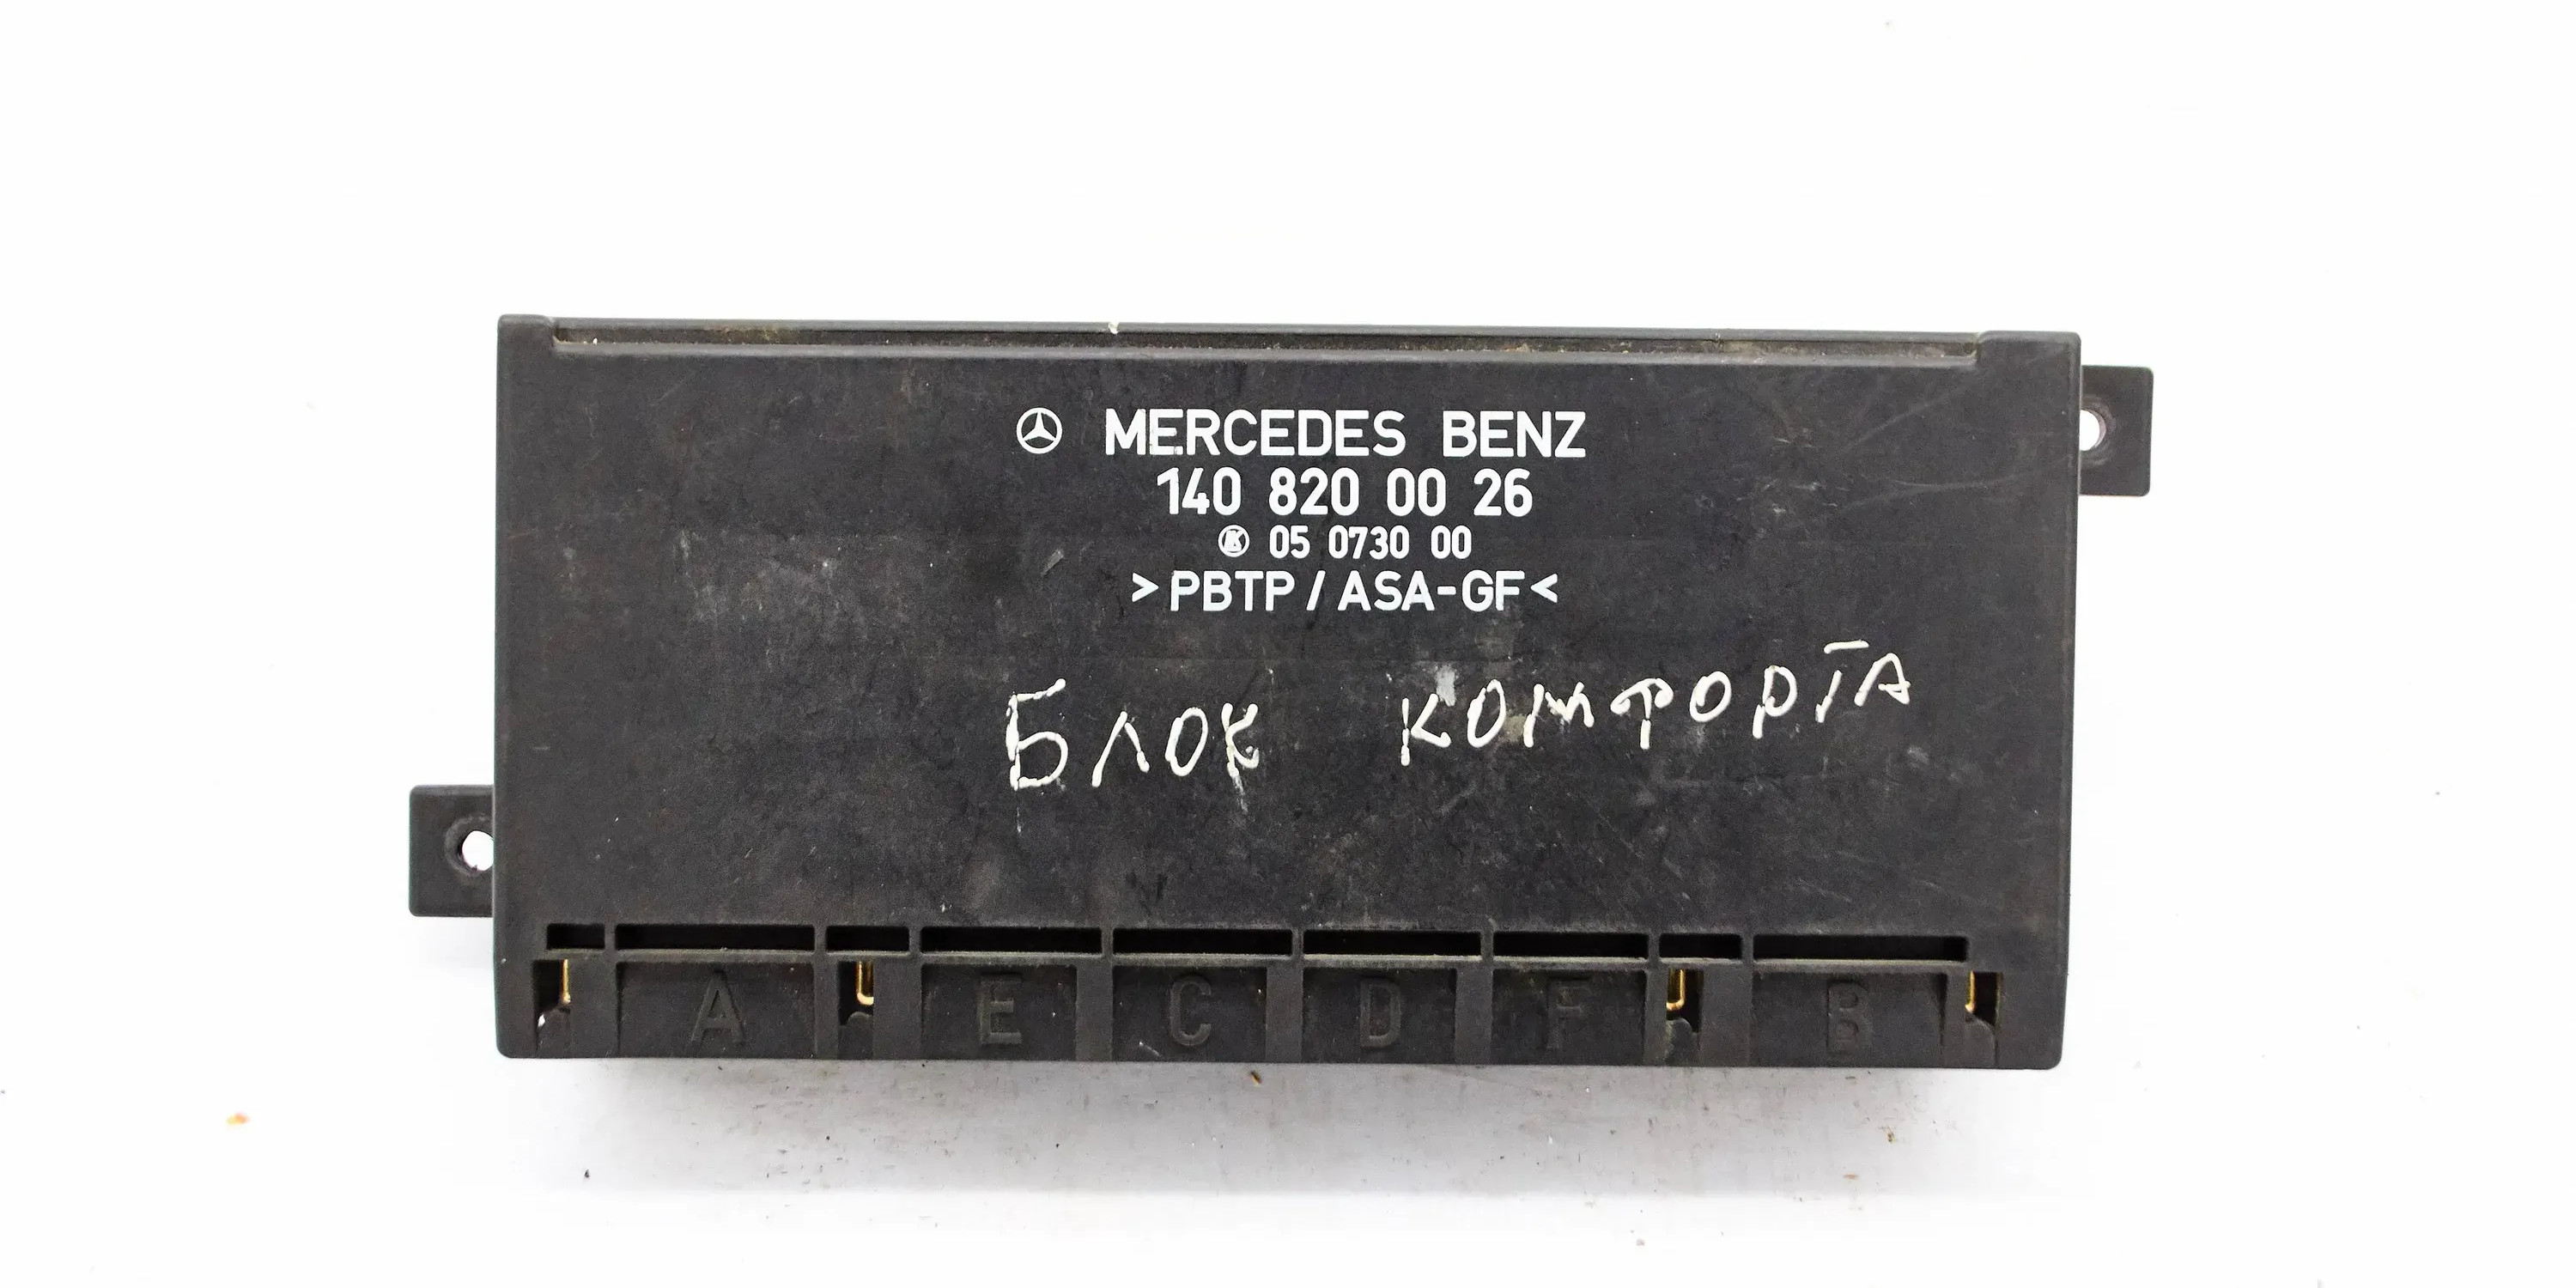 MERCEDES BENZ
140 820 00 26
05 0730 00
>PBTP/ASA-GF<
Блок комфорта
A E C D F B